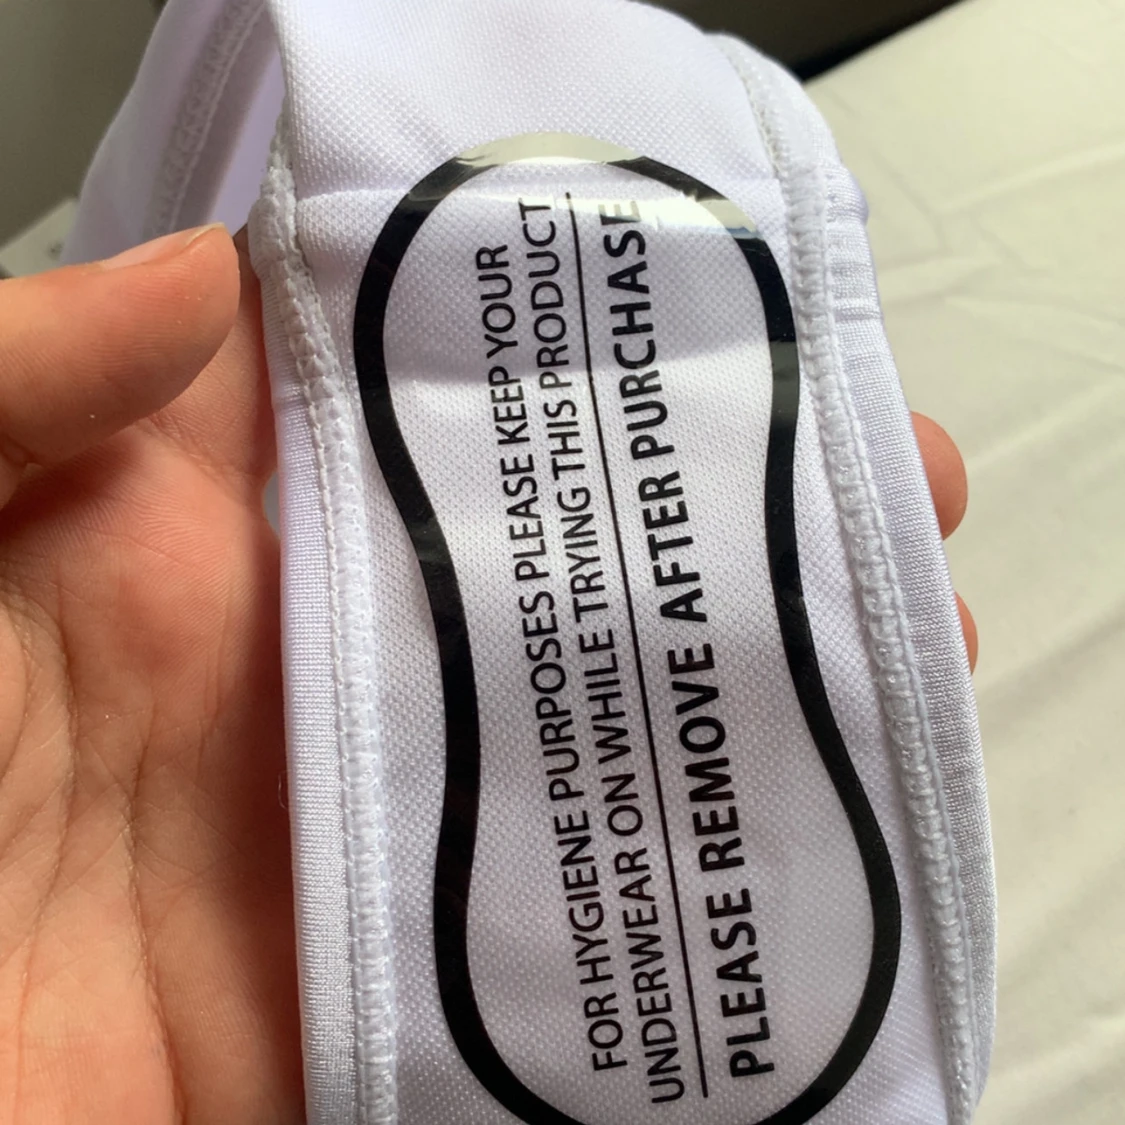 FOR HYGIENE PURPOSES PLEASE KEEP YOUR
UNDERWEAR ON WHILE TRYING THIS PRODUCT
PLEASE REMOVE AFTER PURCHASE